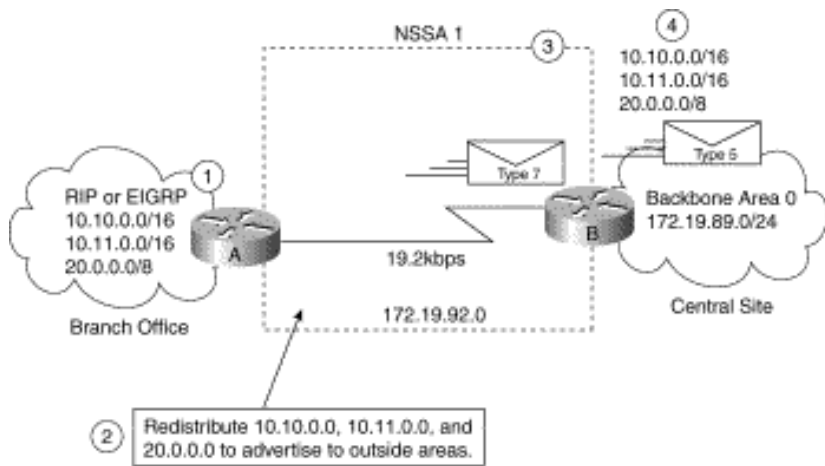 NSSA 1
3
4
10.10.0.0/16
10.11.0.0/16
20.0.0.0/8
Type 5
Type 7
1
RIP or EIGRP
10.10.0.0/16
10.11.0.0/16
20.0.0.0/8
A
B
Backbone Area 0
172.19.89.0/24
19.2kbps
Branch Office
172.19.92.0
Central Site
2
Redistribute 10.10.0.0, 10.11.0.0, and
20.0.0.0 to advertise to outside areas.